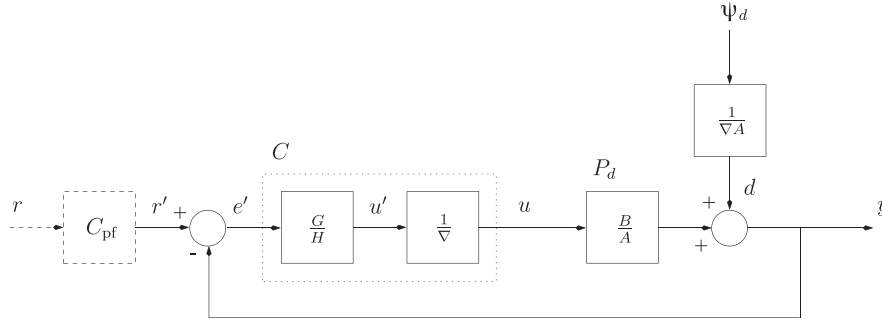 ψ_d
1/∇A
C
P_d
d
r
C_pf
r′
+
e′
G/H
u′
1/∇
u
B/A
+
+
y
-